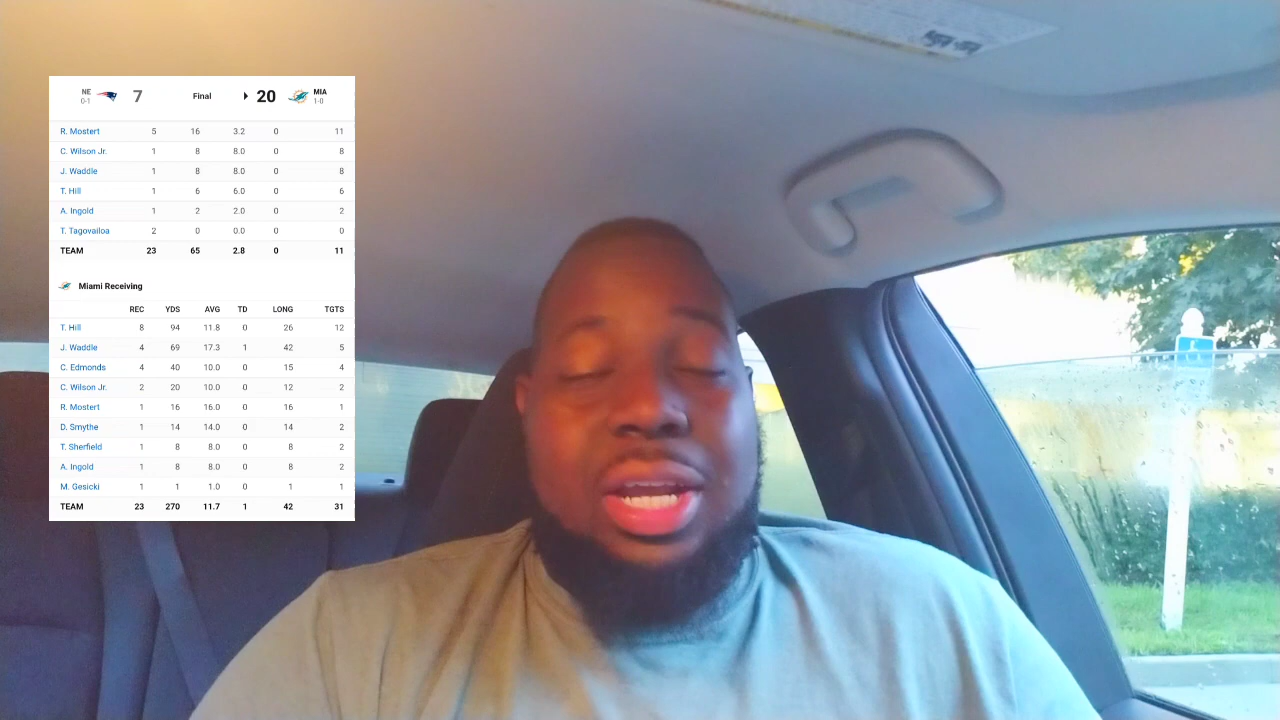 NE 7 Final 20 MIA
0-1 1-0
R. Mostert 5 16 3.2 0 11
C. Wilson Jr. 1 8 8.0 0 8
J. Waddle 1 8 8.0 0 8
T. Hill 1 6 6.0 0 6
A. Ingold 1 2 2.0 0 2
T. Tagovailoa 2 0 0.0 0 0
TEAM 23 65 2.8 0 11
Miami Receiving
REC YDS AVG TD LONG TGTS
T. Hill 8 94 11.8 0 26 12
J. Waddle 4 69 17.3 1 42 5
C. Edmonds 4 40 10.0 0 15 4
C. Wilson Jr. 2 20 10.0 0 12 2
R. Mostert 1 16 16.0 0 16 1
D. Smythe 1 14 14.0 0 14 2
T. Sherfield 1 8 8.0 0 8 2
A. Ingold 1 8 8.0 0 8 2
M. Gesicki 1 1 1.0 0 1 1
TEAM 23 270 11.7 1 42 31